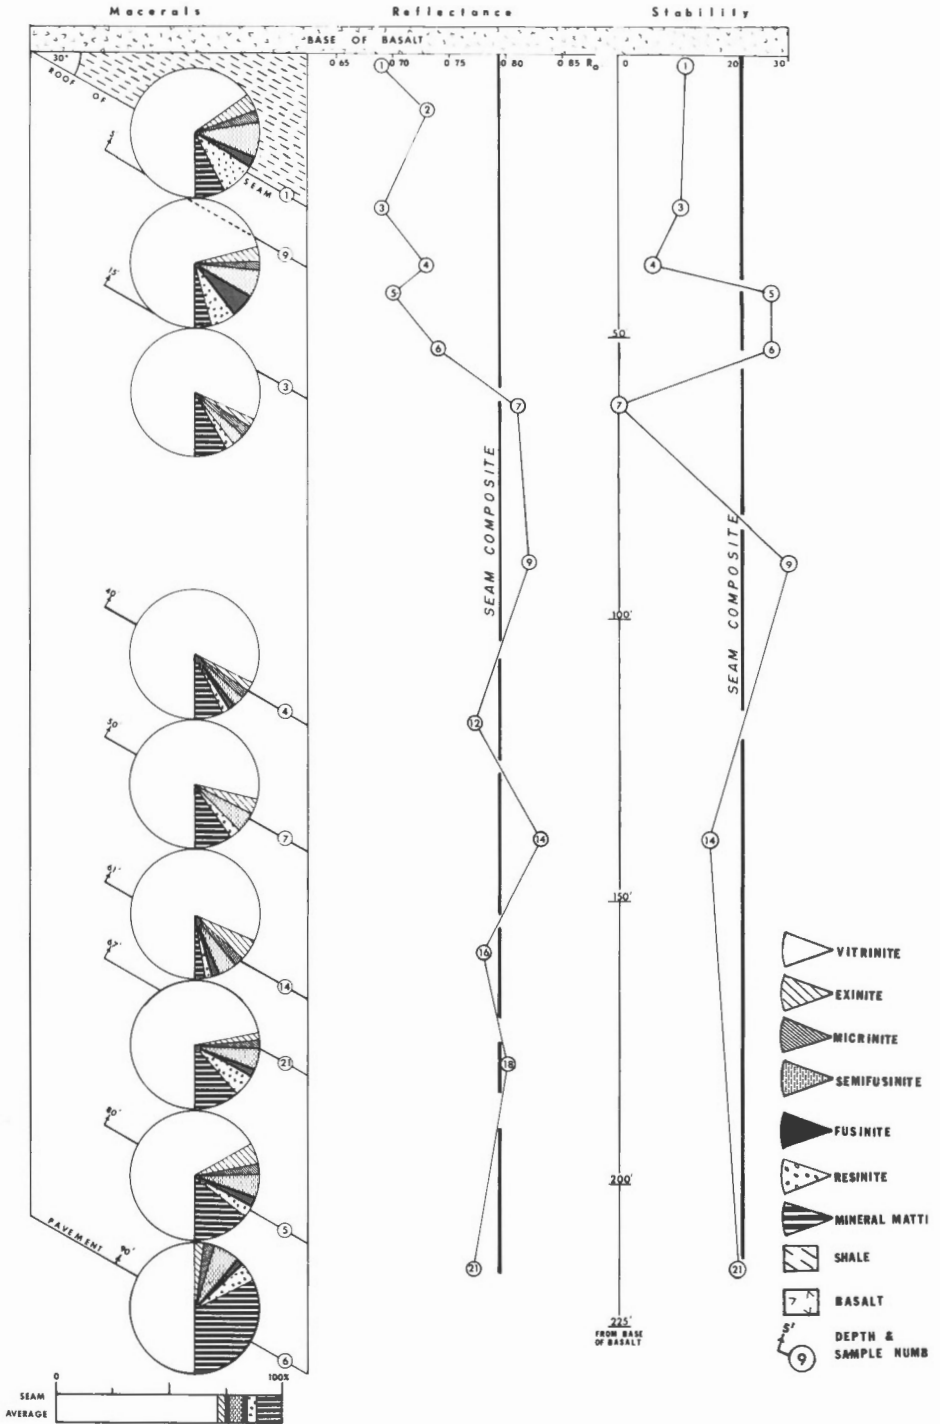 Macerals
Reflectance
Stability
BASE OF BASALT
30°
ROOF OF
SEAM
0 65
0 70
0 75
0 80
0 85 R₀
0
20
30
1
9
15'
3
40'
4
50'
7
14
21
80'
5
PAVEMENT
90'
6
1
2
3
4
5
6
7
9
12
14
16
18
21
SEAM COMPOSITE
1
3
4
5
6
7
9
14
21
SEAM COMPOSITE
50
100'
150'
200'
225'
FROM BASE
OF BASALT
VITRINITE
EXINITE
MICRINITE
SEMIFUSINITE
FUSINITE
RESINITE
MINERAL MATTI
SHALE
BASALT
5'
9
DEPTH &
SAMPLE NUMB
0
100%
SEAM
AVERAGE